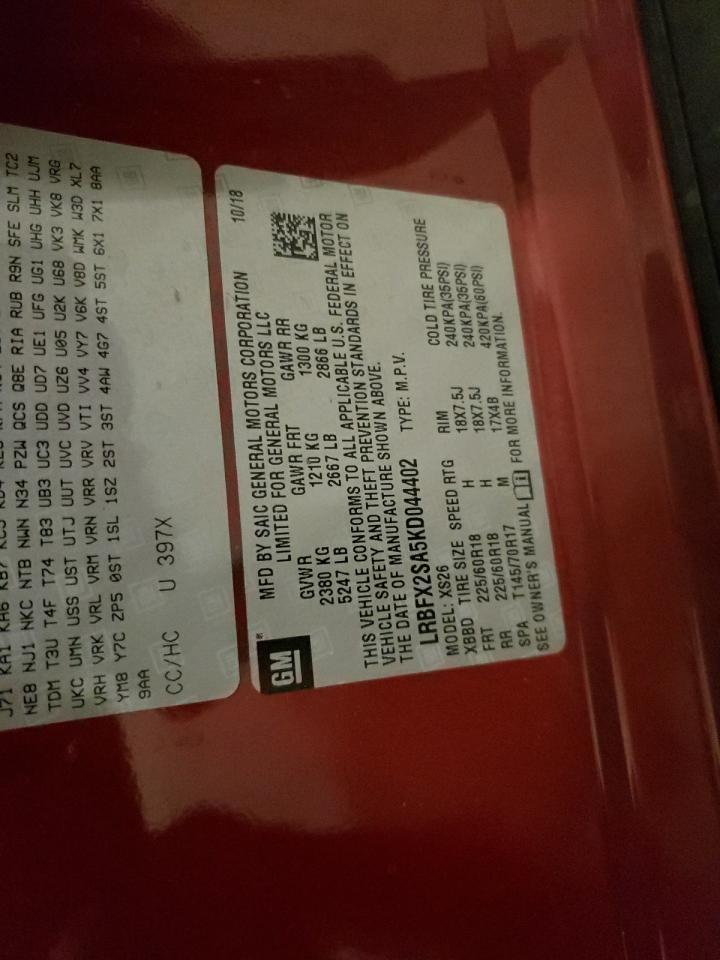 J71 KA1 KA6 KB7 KC5
NE8 NJ1 NKC NTB NWN N34 PZW QCS Q8E RIA RUB R9N SFE SLM TC2
TDM T3U T4F T74 T83 UB3 UC3 UDD UD7 UE1 UFG UG1 UHG UHH UJM
UKC UMN USS UST UTJ UUT UVC UVD UZ6 U05 U2K U68 VK3 VK8 VRG
VRH VRK VRL VRM VRN VRR VRV VTI VV4 VY7 V6K V8D WMK W3D XL7
YM8 Y7C ZP5 0ST 1SL 1SZ 2ST 3ST 4AW 4G7 4ST 5ST 6X1 7X1 8AA
9AA
CC/HC U 397X
GM®
MFD BY SAIC GENERAL MOTORS CORPORATION 10/18
LIMITED FOR GENERAL MOTORS LLC
GVWR GAWR FRT GAWR RR
2380 KG 1210 KG 1300 KG
5247 LB 2667 LB 2866 LB
THIS VEHICLE CONFORMS TO ALL APPLICABLE U.S. FEDERAL MOTOR
VEHICLE SAFETY AND THEFT PREVENTION STANDARDS IN EFFECT ON
THE DATE OF MANUFACTURE SHOWN ABOVE.
LRBFX2SA5KD044402 TYPE: M.P.V.
MODEL: XS26
XBBD TIRE SIZE SPEED RTG RIM COLD TIRE PRESSURE
FRT 225/60R18 H 18X7.5J 240KPA(35PSI)
RR 225/60R18 H 18X7.5J 240KPA(35PSI)
SPA T145/70R17 M 17X4B 420KPA(60PSI)
SEE OWNER'S MANUAL FOR MORE INFORMATION.